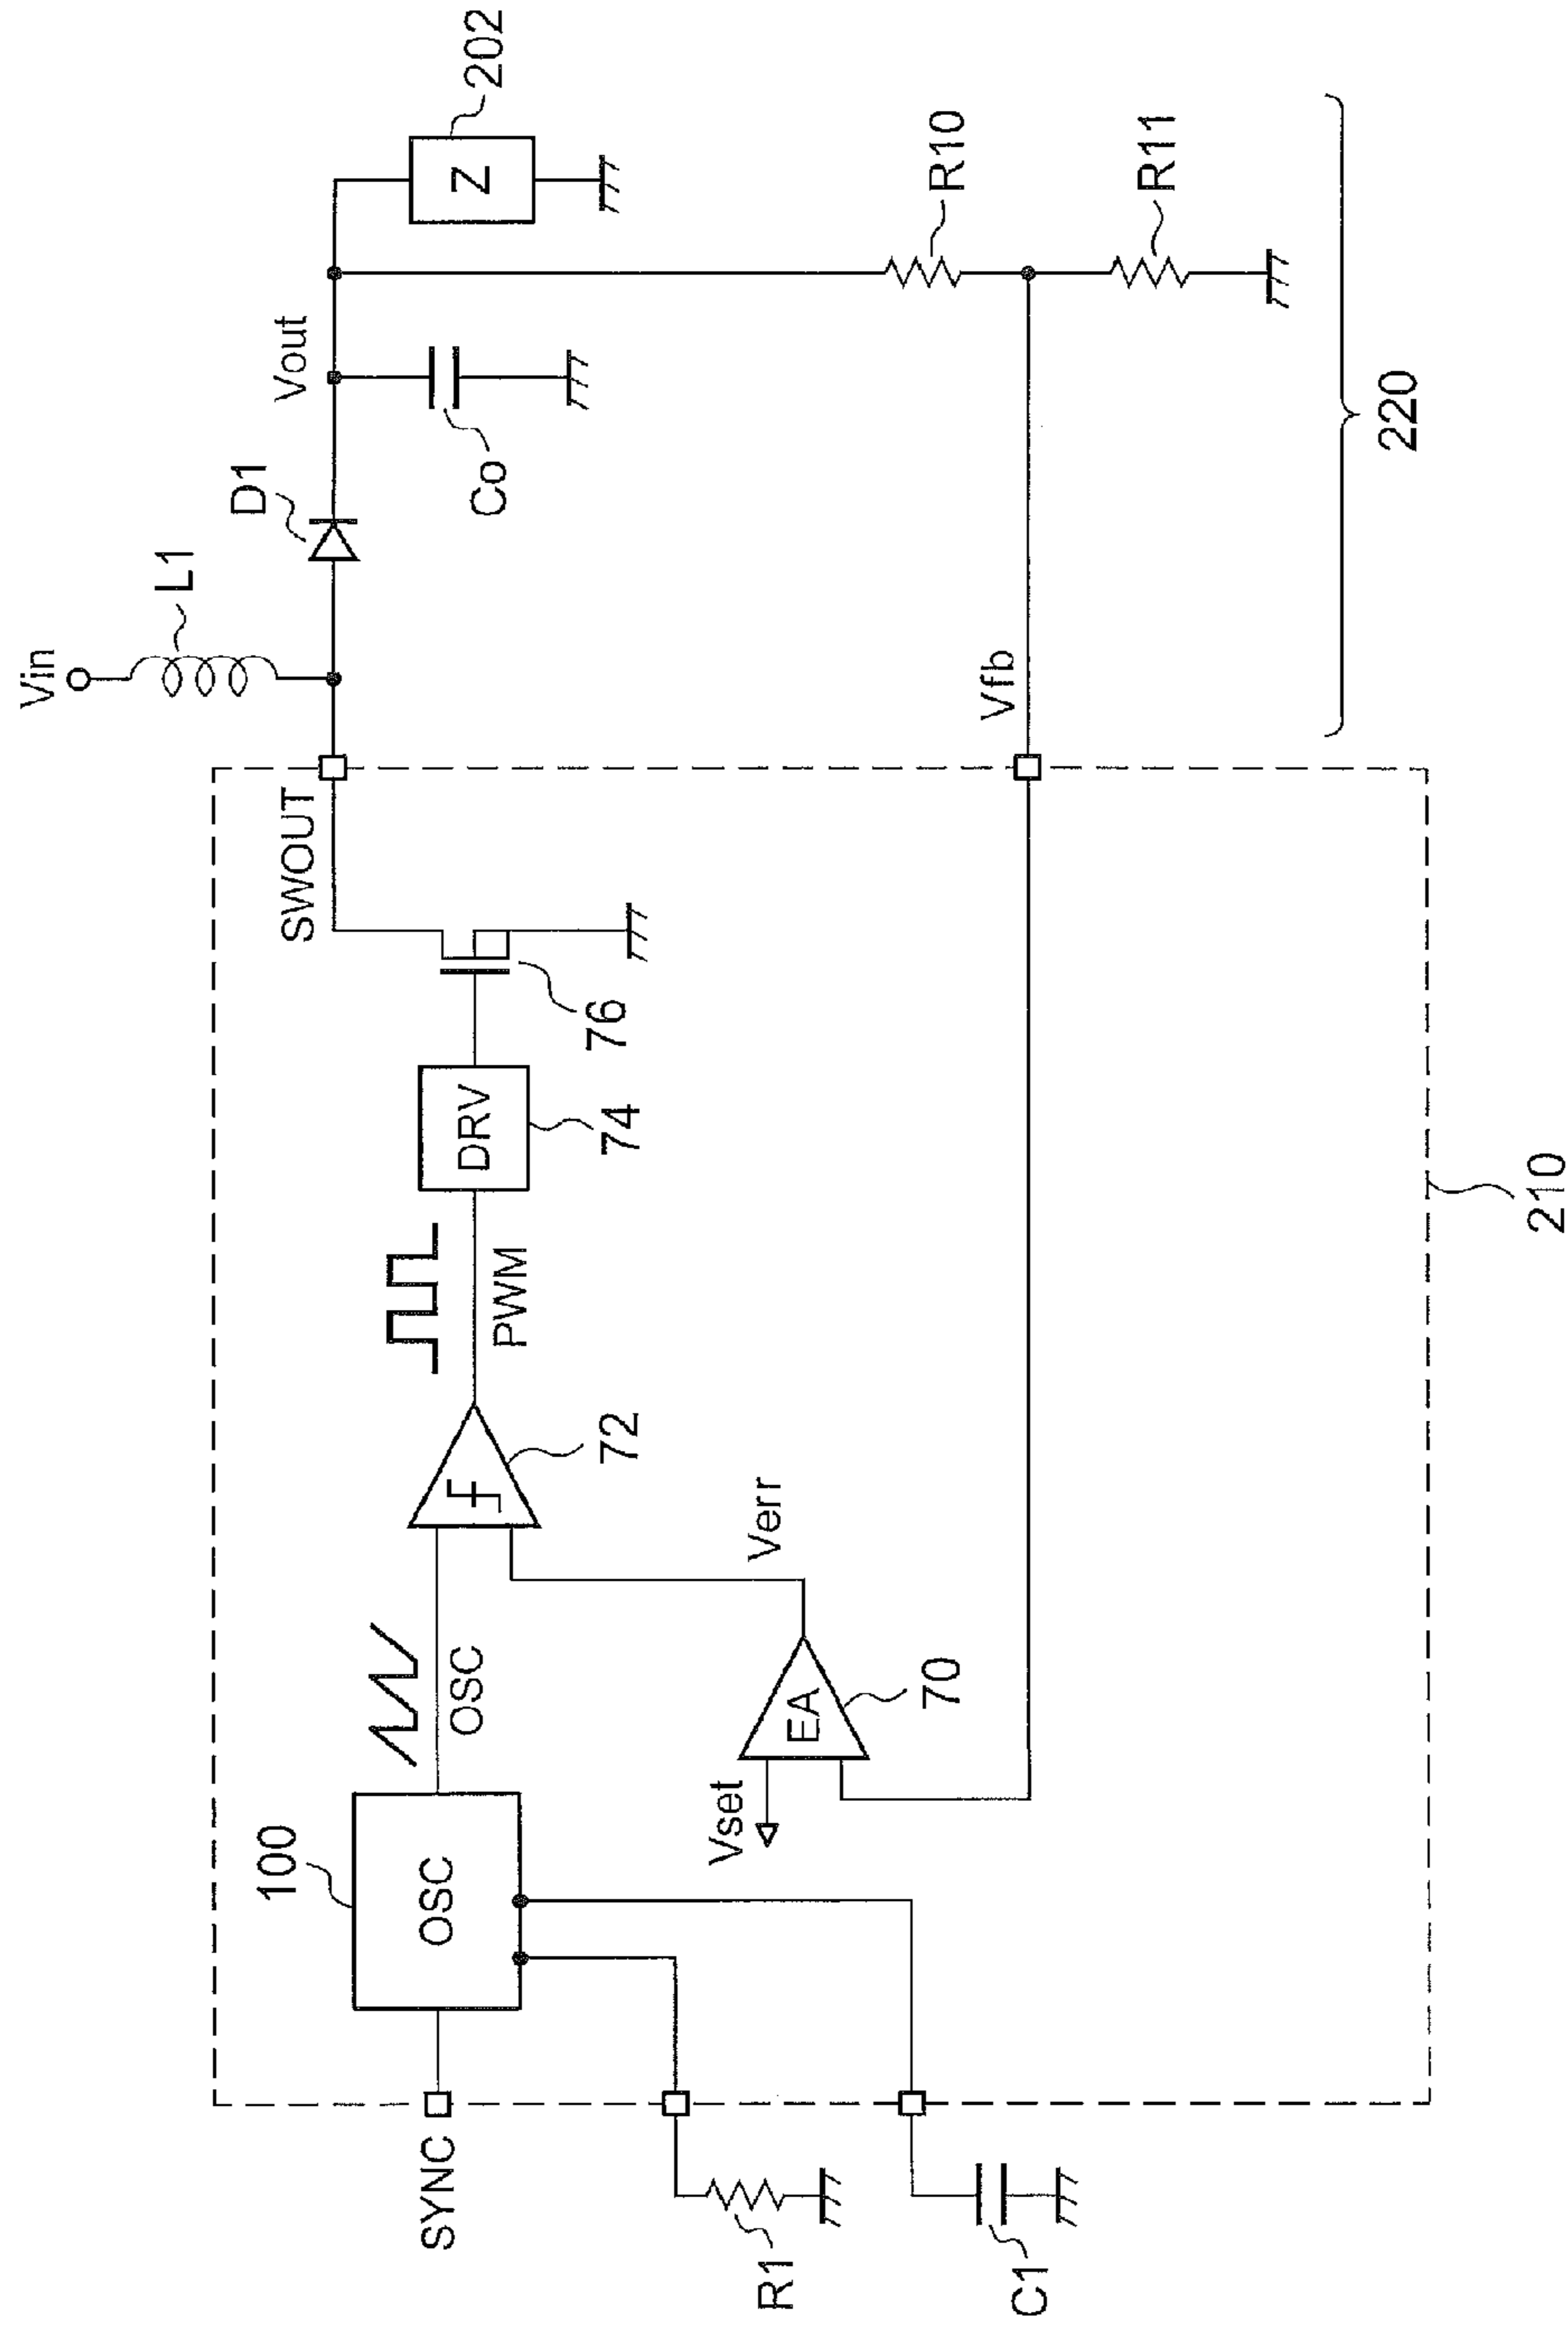 Vin
L1
D1
Vout
202
Z
Co
SWOUT
100
OSC
OSC
SYNC
72
PWM
DRV
74
76
Vset
EA
70
Verr
Vfb
R10
R11
R1
C1
210
220